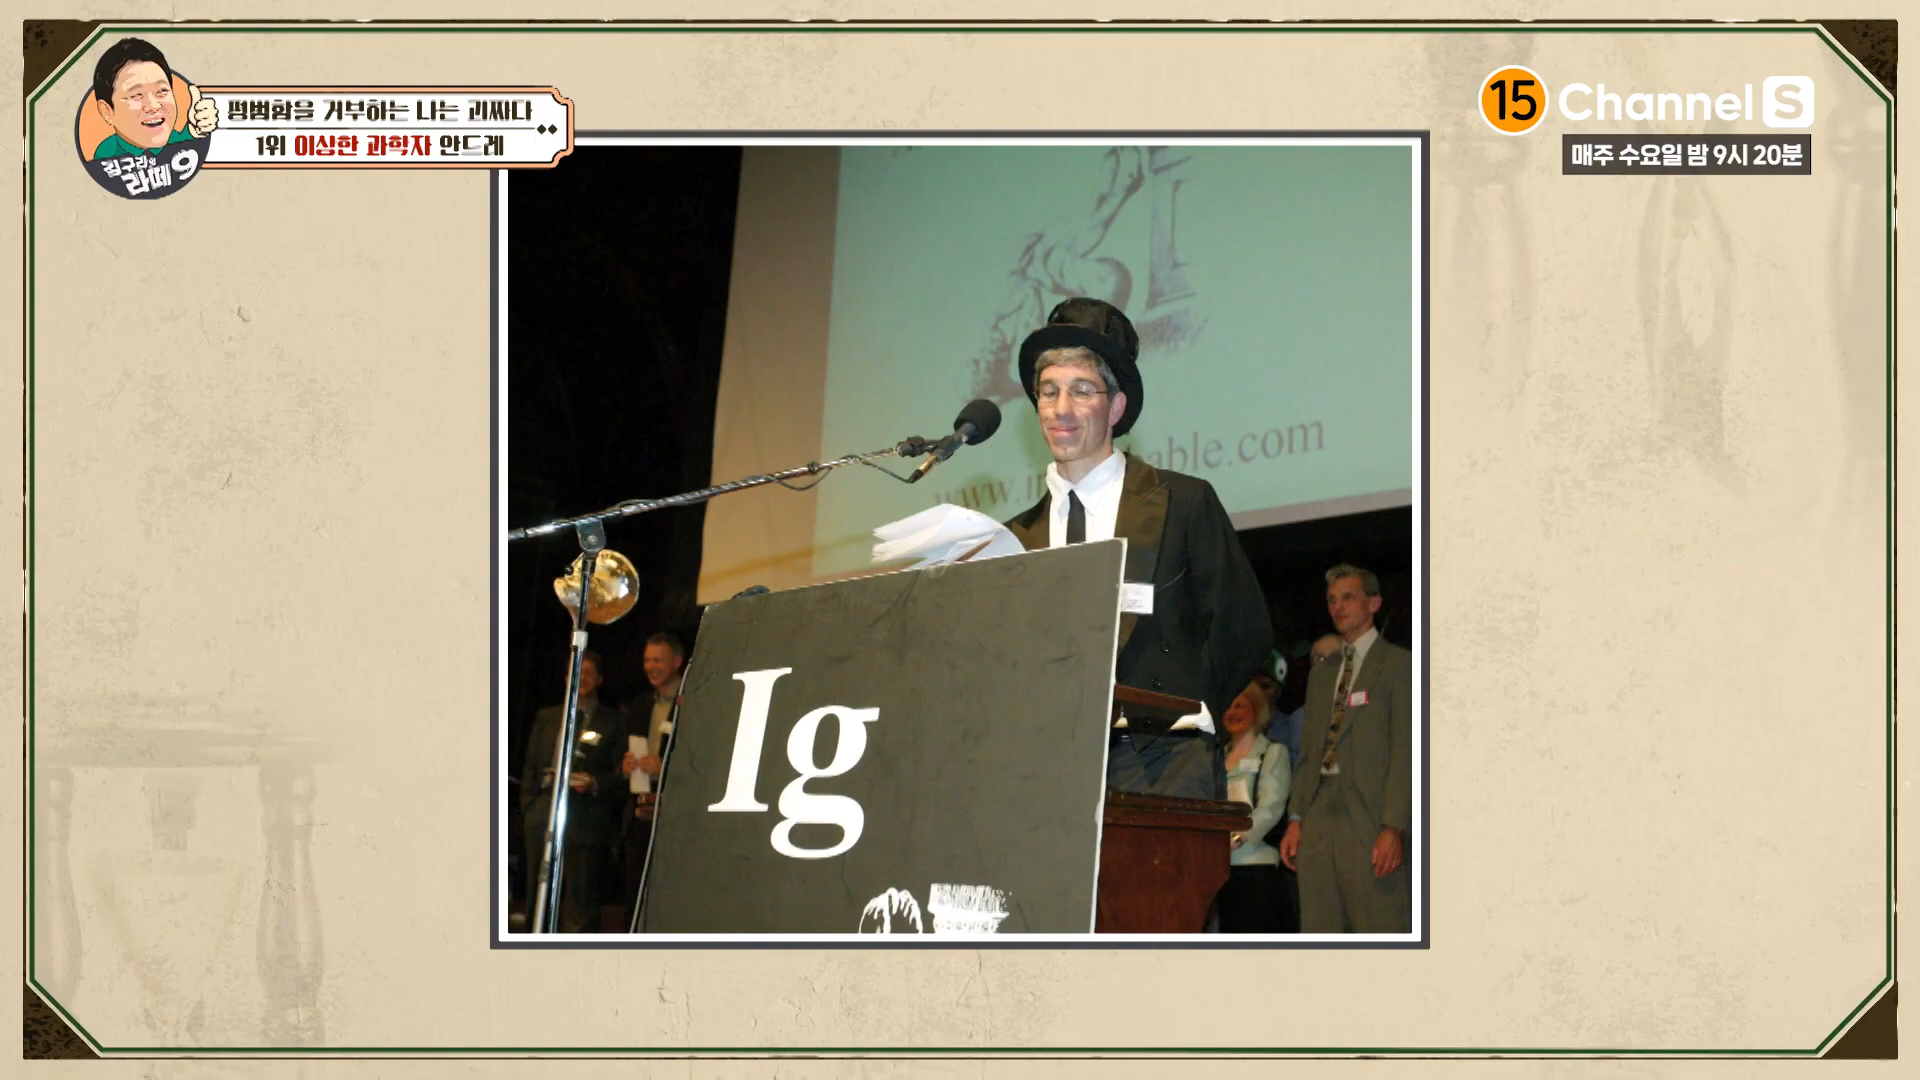 평범함을 거부하는 나는 괴짜다
1위 이상한 과학자 안드레
김구라의
라떼9
15 Channel S
매주 수요일 밤 9시 20분
able.com
www.i
Ig